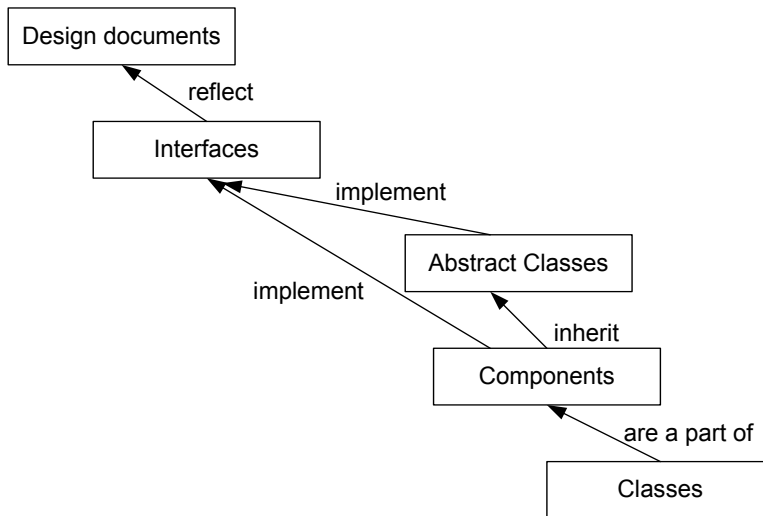 Design documents
reflect
Interfaces
implement
Abstract Classes
implement
inherit
Components
are a part of
Classes